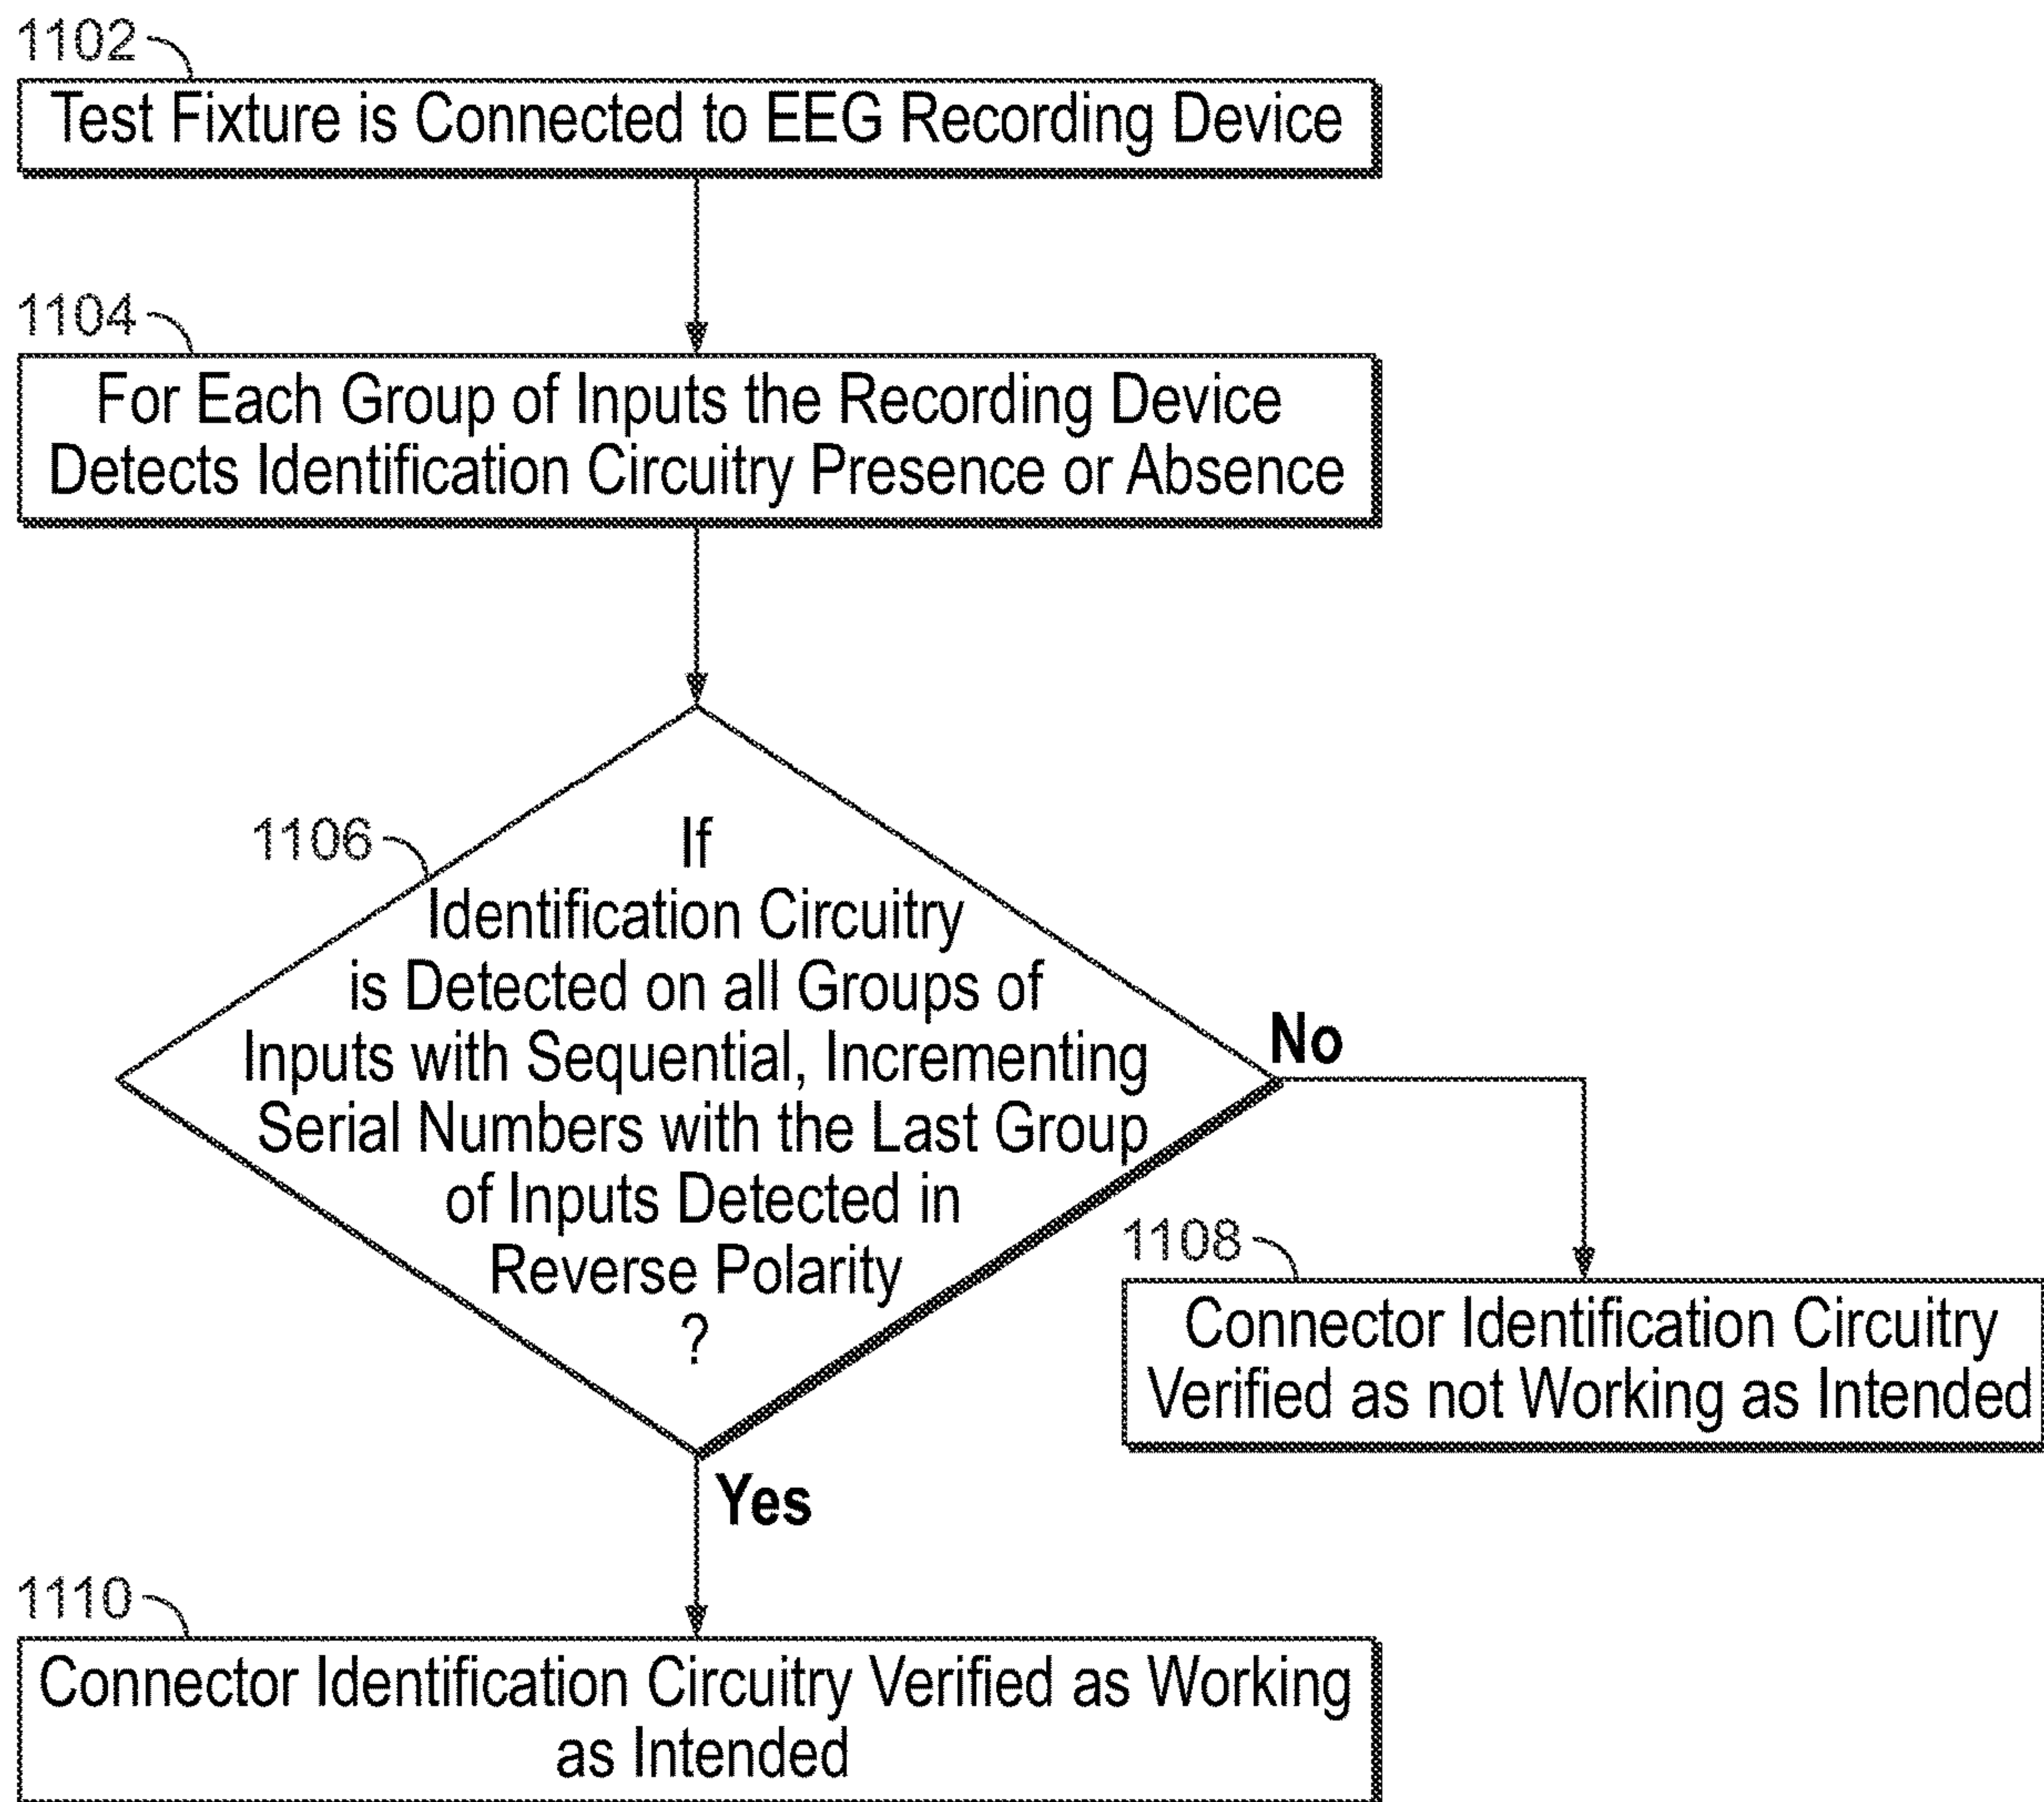 1102
Test Fixture is Connected to EEG Recording Device
1104
For Each Group of Inputs the Recording Device
Detects Identification Circuitry Presence or Absence
1106
If
Identification Circuitry
is Detected on all Groups of
Inputs with Sequential, Incrementing
Serial Numbers with the Last Group
of Inputs Detected in
Reverse Polarity
?
No
1108
Connector Identification Circuitry
Verified as not Working as Intended
Yes
1110
Connector Identification Circuitry Verified as Working
as Intended